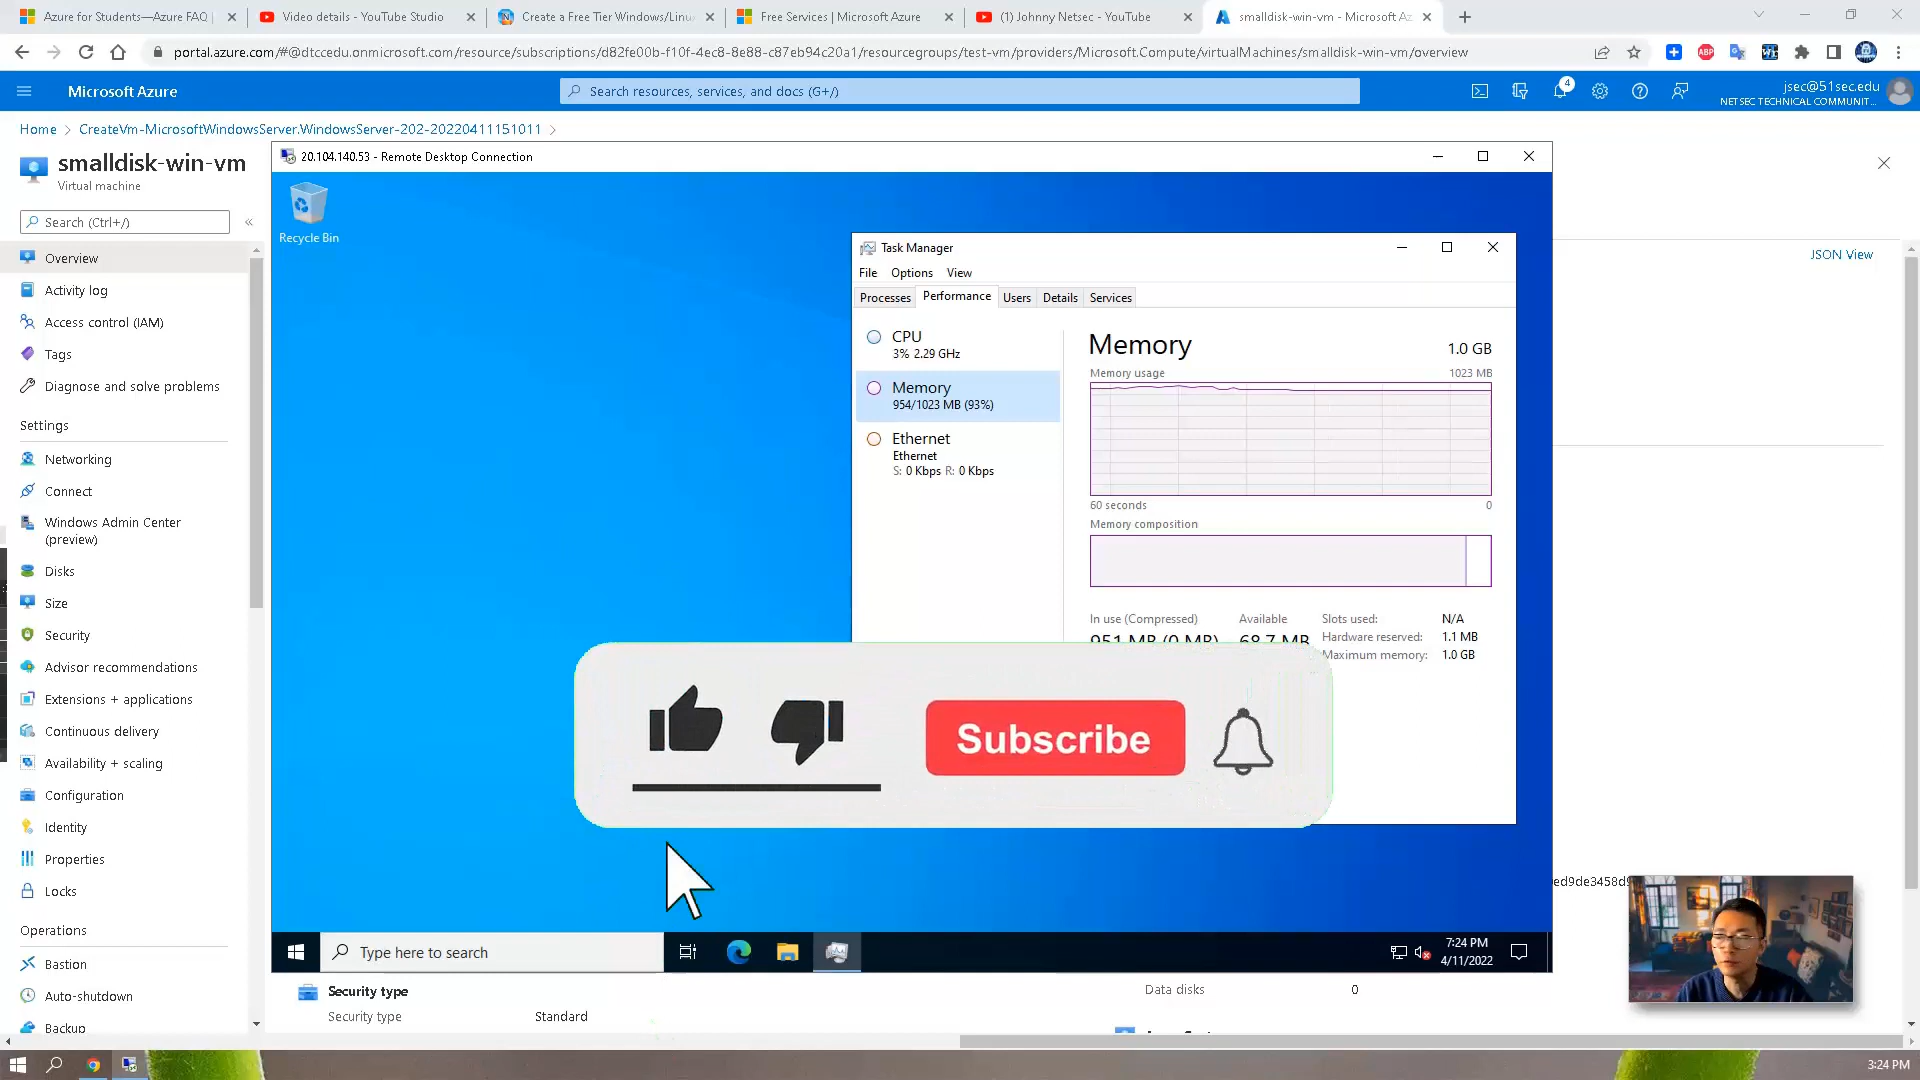 Azure for Students—Azure FAQ
Video details - YouTube Studio
Create a Free Tier Windows/Linu
Free Services | Microsoft Azure
(1) Johnny Netsec - YouTube
smalldisk-win-vm - Microsoft Az
portal.azure.com/#@dtccedu.onmicrosoft.com/resource/subscriptions/d82fe00b-f10f-4ec8-8e88-c87eb94c20a1/resourcegroups/test-vm/providers/Microsoft.Compute/virtualMachines/smalldisk-win-vm/overview
ABP
Microsoft Azure
Search resources, services, and docs (G+/)
4
jsec@51sec.edu
NETSEC TECHNICAL COMMUNIT...
Home > CreateVm-MicrosoftWindowsServer.WindowsServer-202-20220411151011 >
smalldisk-win-vm
Virtual machine
Search (Ctrl+/)
«
Overview
Activity log
Access control (IAM)
Tags
Diagnose and solve problems
Settings
Networking
Connect
Windows Admin Center
(preview)
Disks
Size
Security
Advisor recommendations
Extensions + applications
Continuous delivery
Availability + scaling
Configuration
Identity
Properties
Locks
Operations
Bastion
Auto-shutdown
Backup
JSON View
20.104.140.53 - Remote Desktop Connection
Recycle Bin
Task Manager
File Options View
Processes Performance Users Details Services
CPU
3% 2.29 GHz
Memory
954/1023 MB (93%)
Ethernet
Ethernet
S: 0 Kbps R: 0 Kbps
Memory 1.0 GB
Memory usage 1023 MB
60 seconds 0
Memory composition
In use (Compressed) Available Slots used: N/A
951 MB (0 MB) 68.7 MB Hardware reserved: 1.1 MB
Maximum memory: 1.0 GB
Subscribe
Type here to search
7:24 PM
4/11/2022
ed9de3458d9
Security type
Security type Standard
Data disks 0
3:24 PM